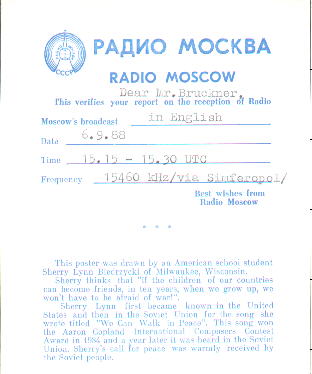 СССР
РАДИО МОСКВА
RADIO MOSCOW
Dear Mr. Bruckner,
This verifies your report on the reception of Radio
Moscow's broadcast in English
Date 6.9.88
Time 15.15 - 15.30 UTC
Frequency 15460 kHz/via Simferopol/
Best wishes from
Radio Moscow
* * *
This poster was drawn by an American school student
Sherry Lynn Biedrzycki of Milwaukee, Wisconsin.
Sherry thinks that "if the children of our countries
can become friends, in ten years, when we grow up, we
won't have to be afraid of war!".
Sherry Lynn first became known in the United
States and then in the Soviet Union for the song she
wrote titled "We Can Walk in Peace". This song won
the Aaron Copland International Composers Contest
Award in 1984 and a year later it was heard in the Soviet
Union. Sherry's call for peace was warmly received by
the Soviet people.